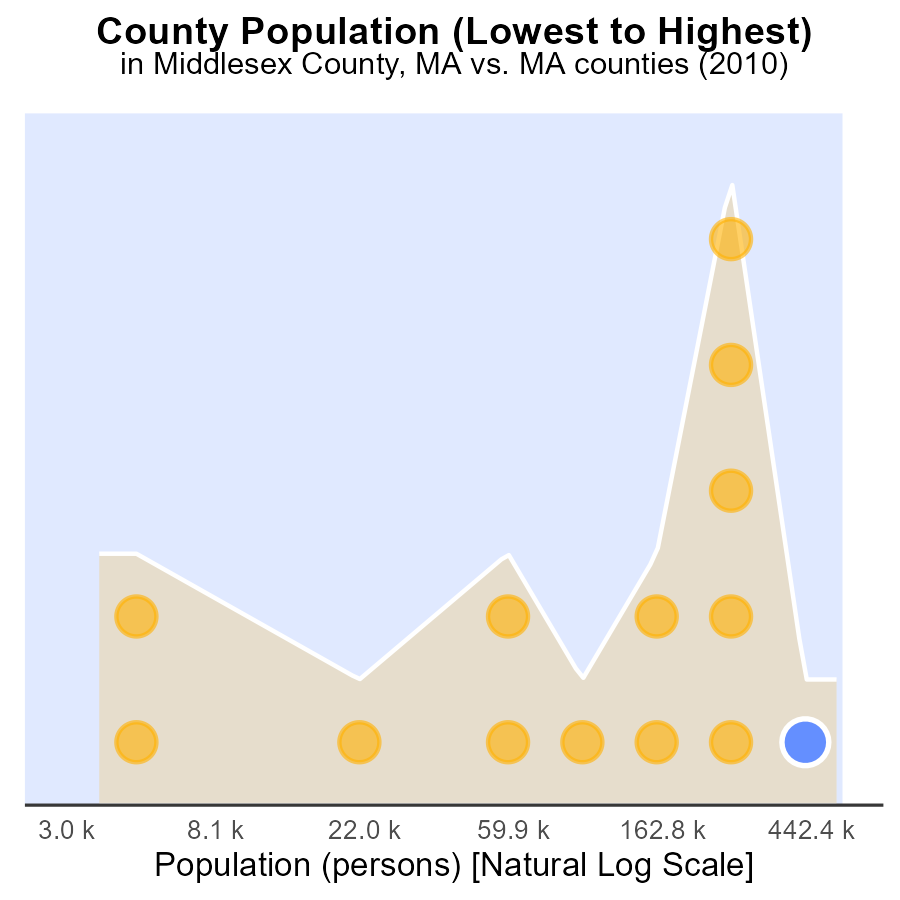 County Population (Lowest to Highest)
in Middlesex County, MA vs. MA counties (2010)
3.0 k 8.1 k 22.0 k 59.9 k 162.8 k 442.4 k
Population (persons) [Natural Log Scale]